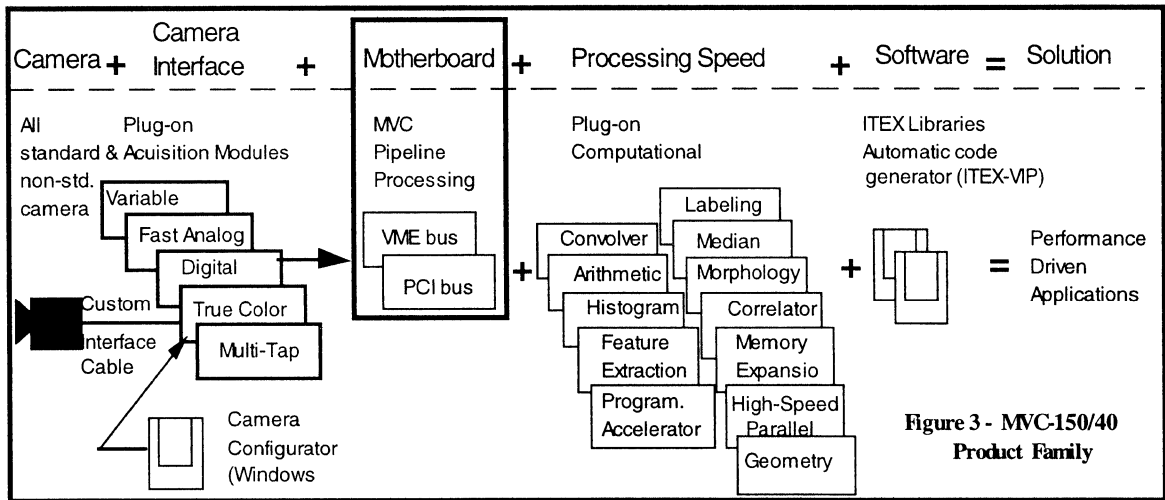 Camera + Camera Interface + Motherboard + Processing Speed + Software = Solution
All standard & non-std. camera
Plug-on Acuisition Modules
Variable
Fast Analog
Digital
True Color
Multi-Tap
Custom
Interface
Cable
Camera
Configurator
(Windows
MVC
Pipeline
Processing
VME bus
PCI bus
+
Plug-on
Computational
Convolver
Arithmetic
Histogram
Feature
Extraction
Program.
Accelerator
Labeling
Median
Morphology
Correlator
Memory
Expansio
High-Speed
Parallel
Geometry
+
ITEX Libraries
Automatic code
generator (ITEX-VIP)
=
Performance
Driven
Applications
Figure 3 - MVC-150/40
Product Family